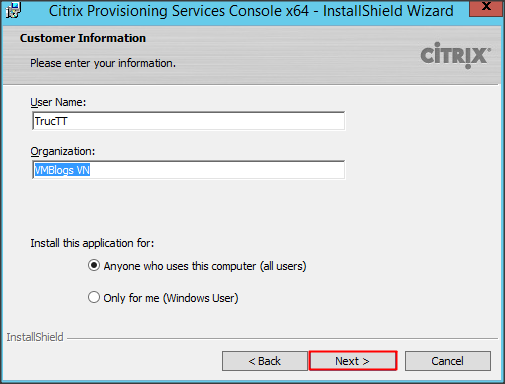 Citrix Provisioning Services Console x64 - InstallShield Wizard
x
Customer Information
Please enter your information.
CITRIX®
User Name:
TrucTT
Organization:
VMBlogs VN
Install this application for:
Anyone who uses this computer (all users)
Only for me (Windows User)
InstallShield
< Back Next > Cancel